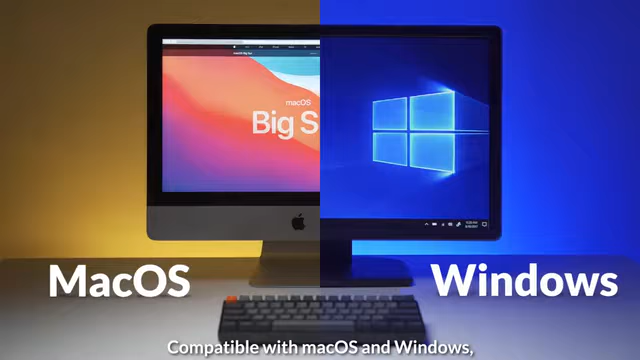 macOS
Big S
MacOS
Windows
Compatible with macOS and Windows,